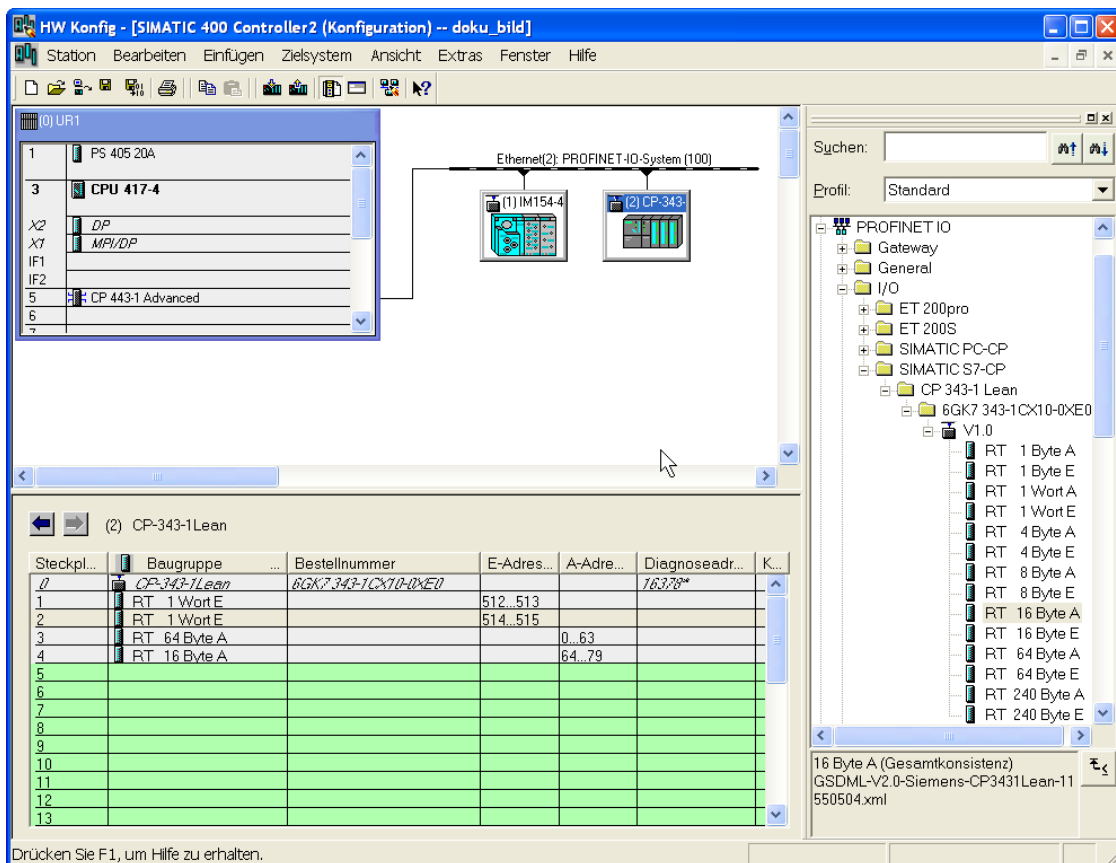 HW Konfig - [SIMATIC 400 Controller2 (Konfiguration) -- doku_bild]
Station Bearbeiten Einfügen Zielsystem Ansicht Extras Fenster Hilfe
(0) UR1
1 PS 405 20A
3 CPU 417-4
X2 DP
X1 MPI/DP
IF1
IF2
5 CP 443-1 Advanced
6
7
Ethernet(2): PROFINET-IO-System (100)
(1) IM154-4
(2) CP-343-
Suchen:
Profil: Standard
PROFINET IO
Gateway
General
I/O
ET 200pro
ET 200S
SIMATIC PC-CP
SIMATIC S7-CP
CP 343-1 Lean
6GK7 343-1CX10-0XE0
V1.0
RT 1 Byte A
RT 1 Byte E
RT 1 Wort A
RT 1 Wort E
RT 4 Byte A
RT 4 Byte E
RT 8 Byte A
RT 8 Byte E
RT 16 Byte A
RT 16 Byte E
RT 64 Byte A
RT 64 Byte E
RT 240 Byte A
RT 240 Byte E
16 Byte A (Gesamtkonsistenz)
GSDML-V2.0-Siemens-CP3431Lean-11
550504.xml
(2) CP-343-1Lean
Steckpl... Baugruppe ... Bestellnummer E-Adres... A-Adre... Diagnoseadr... K...
0 CP-343-1Lean 6GK7 343-1CX10-0XE0 16378*
1 RT 1 Wort E 512...513
2 RT 1 Wort E 514...515
3 RT 64 Byte A 0...63
4 RT 16 Byte A 64...79
5
6
7
8
9
10
11
12
13
Drücken Sie F1, um Hilfe zu erhalten.